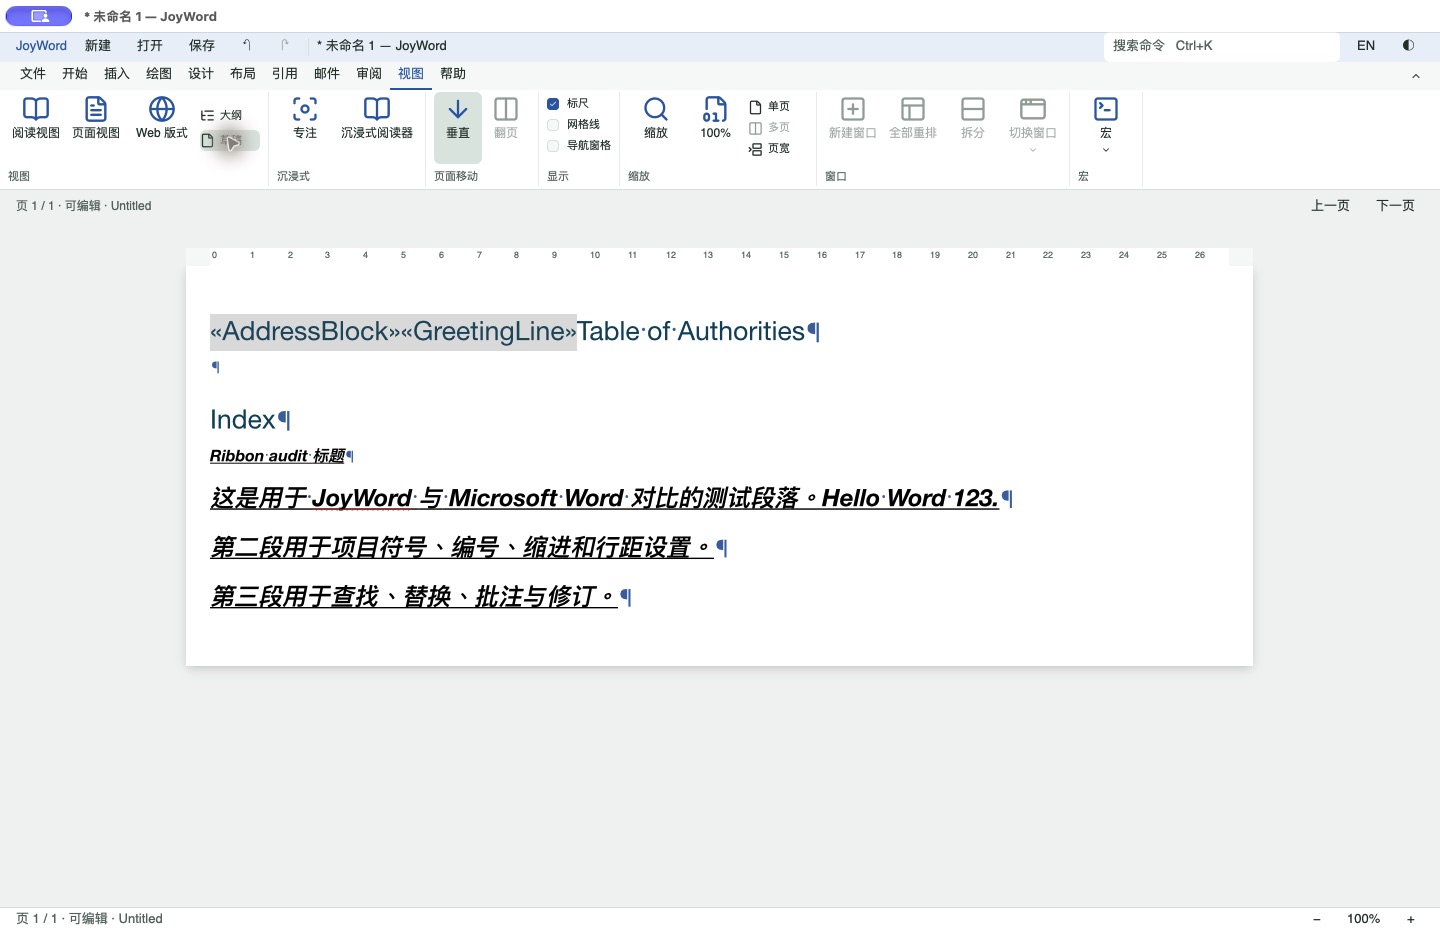 * 未命名 1 — JoyWord
JoyWord 新建 打开 保存 * 未命名 1 — JoyWord 搜索命令 Ctrl+K EN
文件 开始 插入 绘图 设计 布局 引用 邮件 审阅 视图 帮助
阅读视图 页面视图 Web 版式 大纲
视图
专注 沉浸式阅读器
沉浸式
垂直 翻页
页面移动
标尺
网格线
导航窗格
显示
缩放 100% 单页
多页
页宽
缩放
新建窗口 全部重排 拆分 切换窗口
窗口
宏
宏
页 1 / 1 · 可编辑 · Untitled 上一页 下一页
0 1 2 3 4 5 6 7 8 9 10 11 12 13 14 15 16 17 18 19 20 21 22 23 24 25 26
«AddressBlock»«GreetingLine»Table·of·Authorities¶
¶
Index¶
Ribbon·audit·标题¶
这是用于·JoyWord·与·Microsoft·Word·对比的测试段落。Hello·Word·123.¶
第二段用于项目符号、编号、缩进和行距设置。¶
第三段用于查找、替换、批注与修订。¶
页 1 / 1 · 可编辑 · Untitled − 100% +